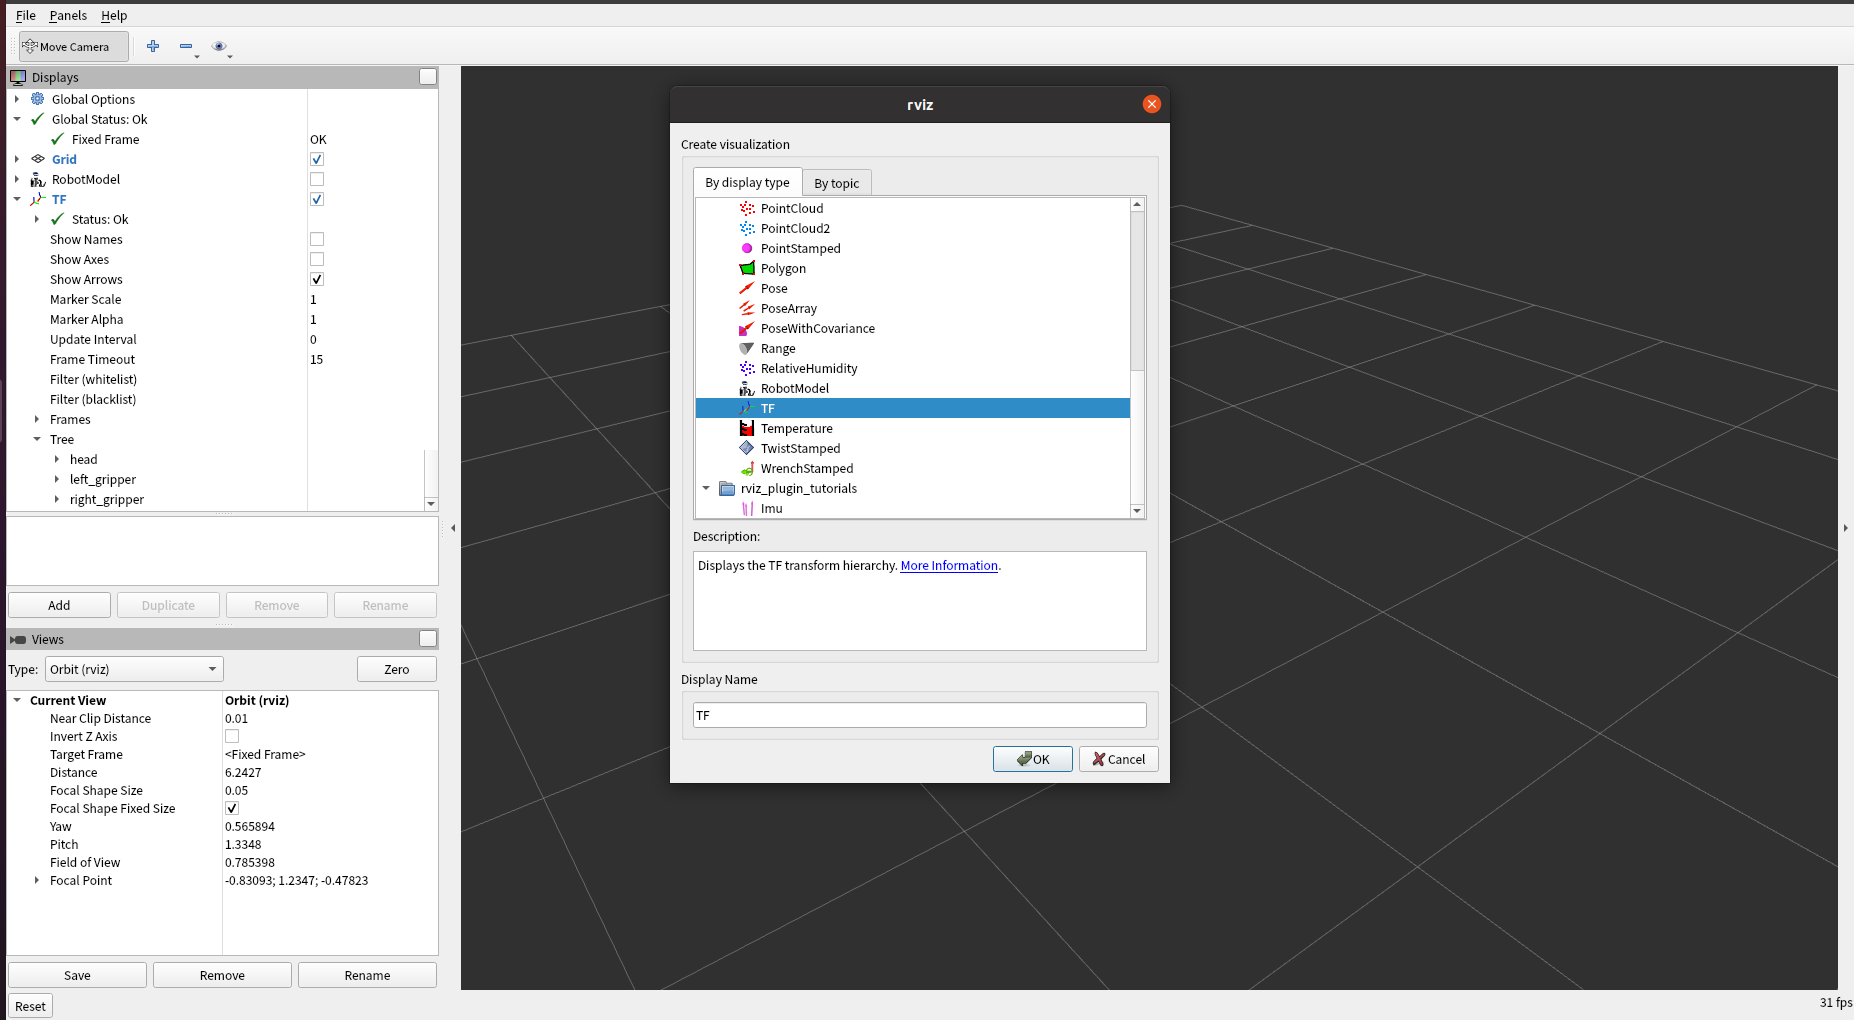 File Panels Help
Move Camera
Displays
Global Options
Global Status: Ok
Fixed Frame OK
Grid
RobotModel
TF
Status: Ok
Show Names
Show Axes
Show Arrows
Marker Scale 1
Marker Alpha 1
Update Interval 0
Frame Timeout 15
Filter (whitelist)
Filter (blacklist)
Frames
Tree
head
left_gripper
right_gripper
Add Duplicate Remove Rename
Views
Type: Orbit (rviz) Zero
Current View Orbit (rviz)
Near Clip Distance 0.01
Invert Z Axis
Target Frame <Fixed Frame>
Distance 6.2427
Focal Shape Size 0.05
Focal Shape Fixed Size
Yaw 0.565894
Pitch 1.3348
Field of View 0.785398
Focal Point -0.83093; 1.2347; -0.47823
Save Remove Rename
Reset
rviz
Create visualization
By display type By topic
PointCloud
PointCloud2
PointStamped
Polygon
Pose
PoseArray
PoseWithCovariance
Range
RelativeHumidity
RobotModel
TF
Temperature
TwistStamped
WrenchStamped
rviz_plugin_tutorials
Imu
Description:
Displays the TF transform hierarchy. More Information.
Display Name
TF
OK Cancel
31 fps